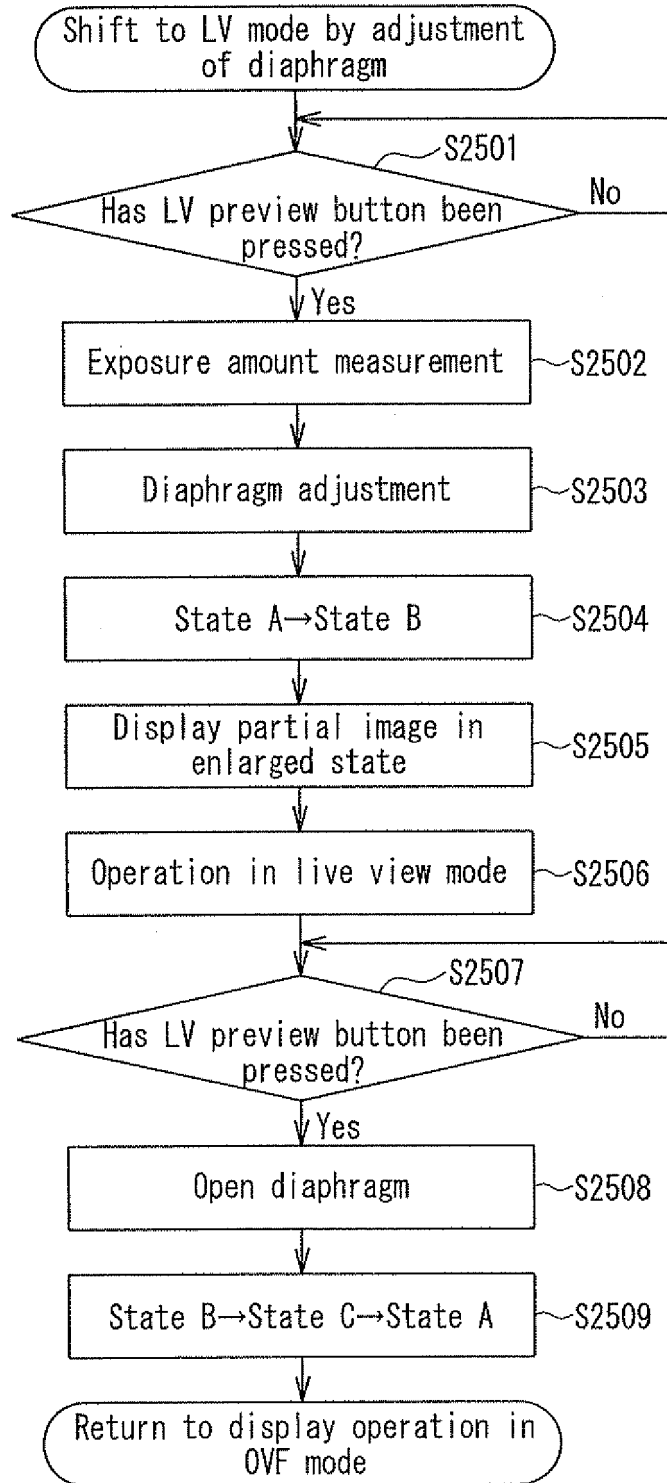 Shift to LV mode by adjustment
of diaphragm
S2501
Has LV preview button been
pressed?
No
Yes
Exposure amount measurement
S2502
Diaphragm adjustment
S2503
State A→State B
S2504
Display partial image in
enlarged state
S2505
Operation in live view mode
S2506
S2507
Has LV preview button been
pressed?
No
Yes
Open diaphragm
S2508
State B→State C→State A
S2509
Return to display operation in
OVF mode